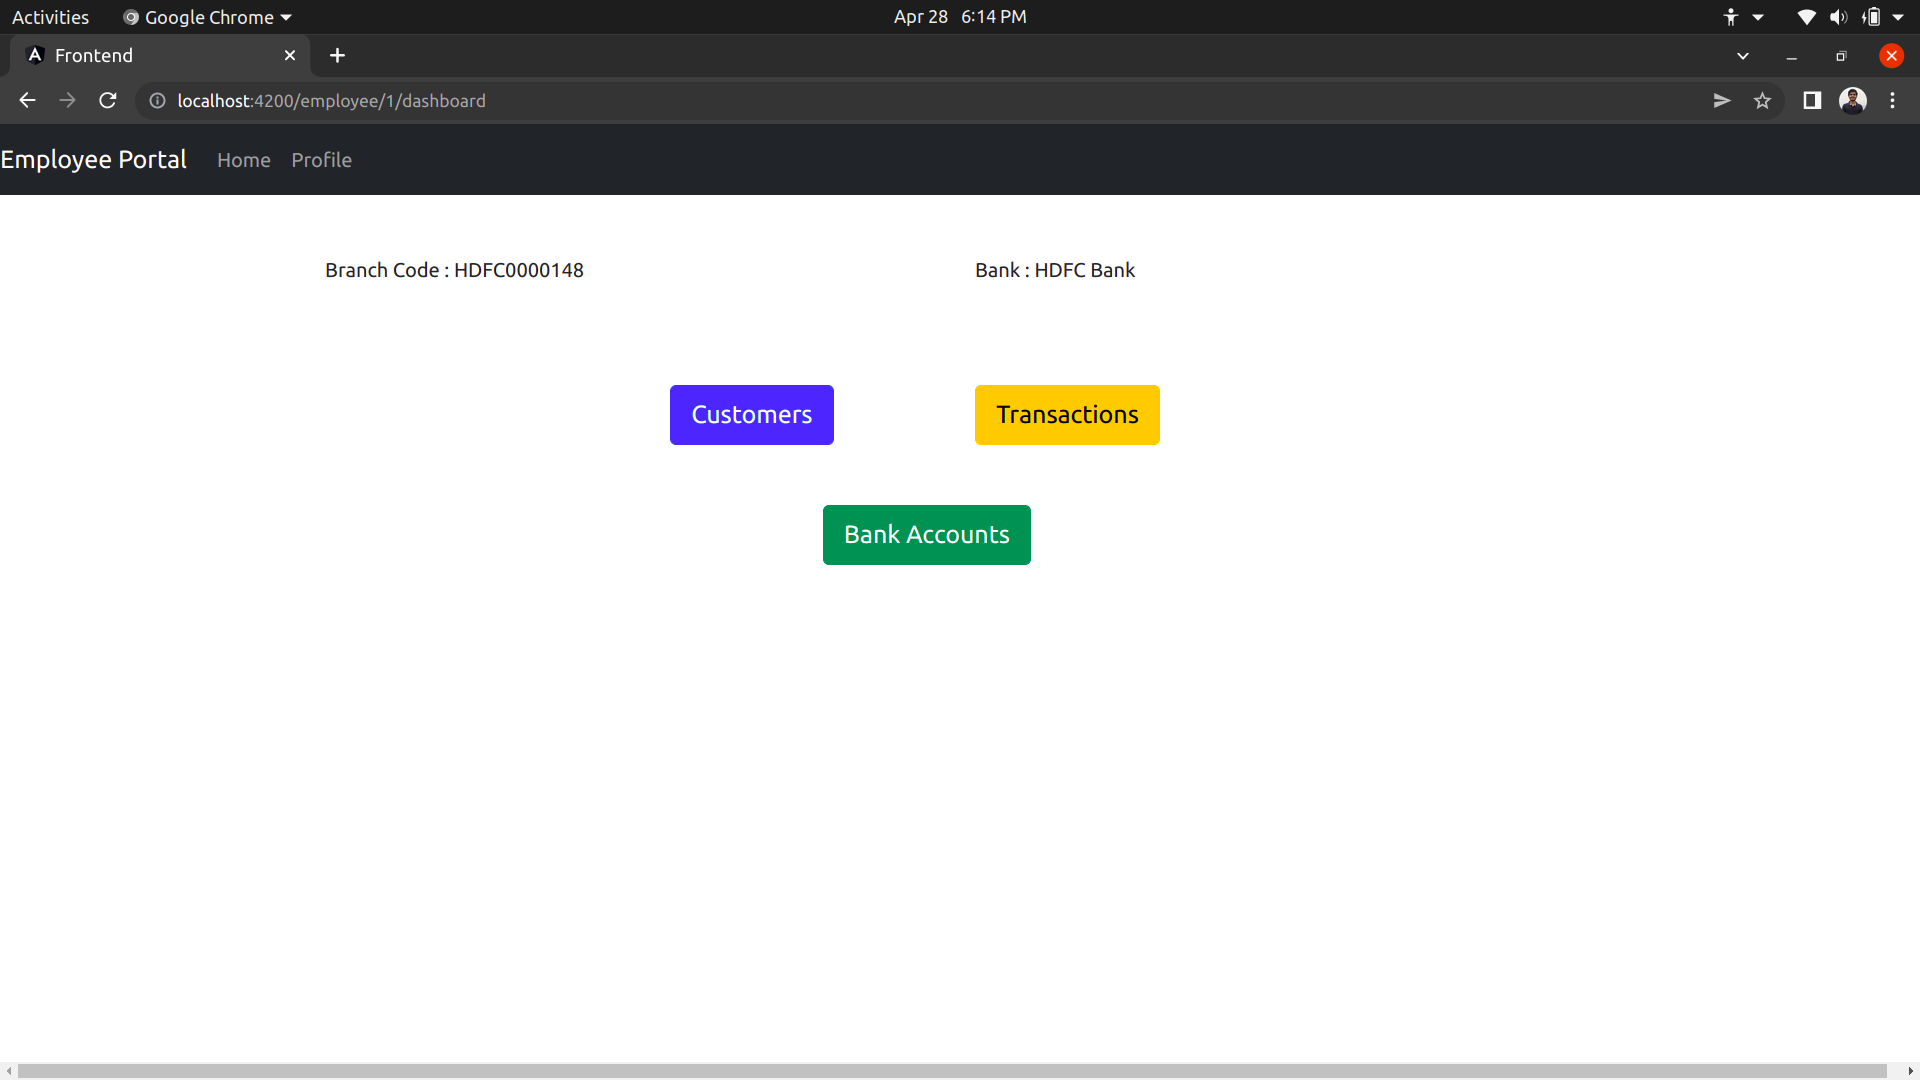 Activities Google Chrome Apr 28 6:14 PM
Frontend
localhost:4200/employee/1/dashboard
Employee Portal Home Profile
Branch Code : HDFC0000148 Bank : HDFC Bank
Customers Transactions
Bank Accounts